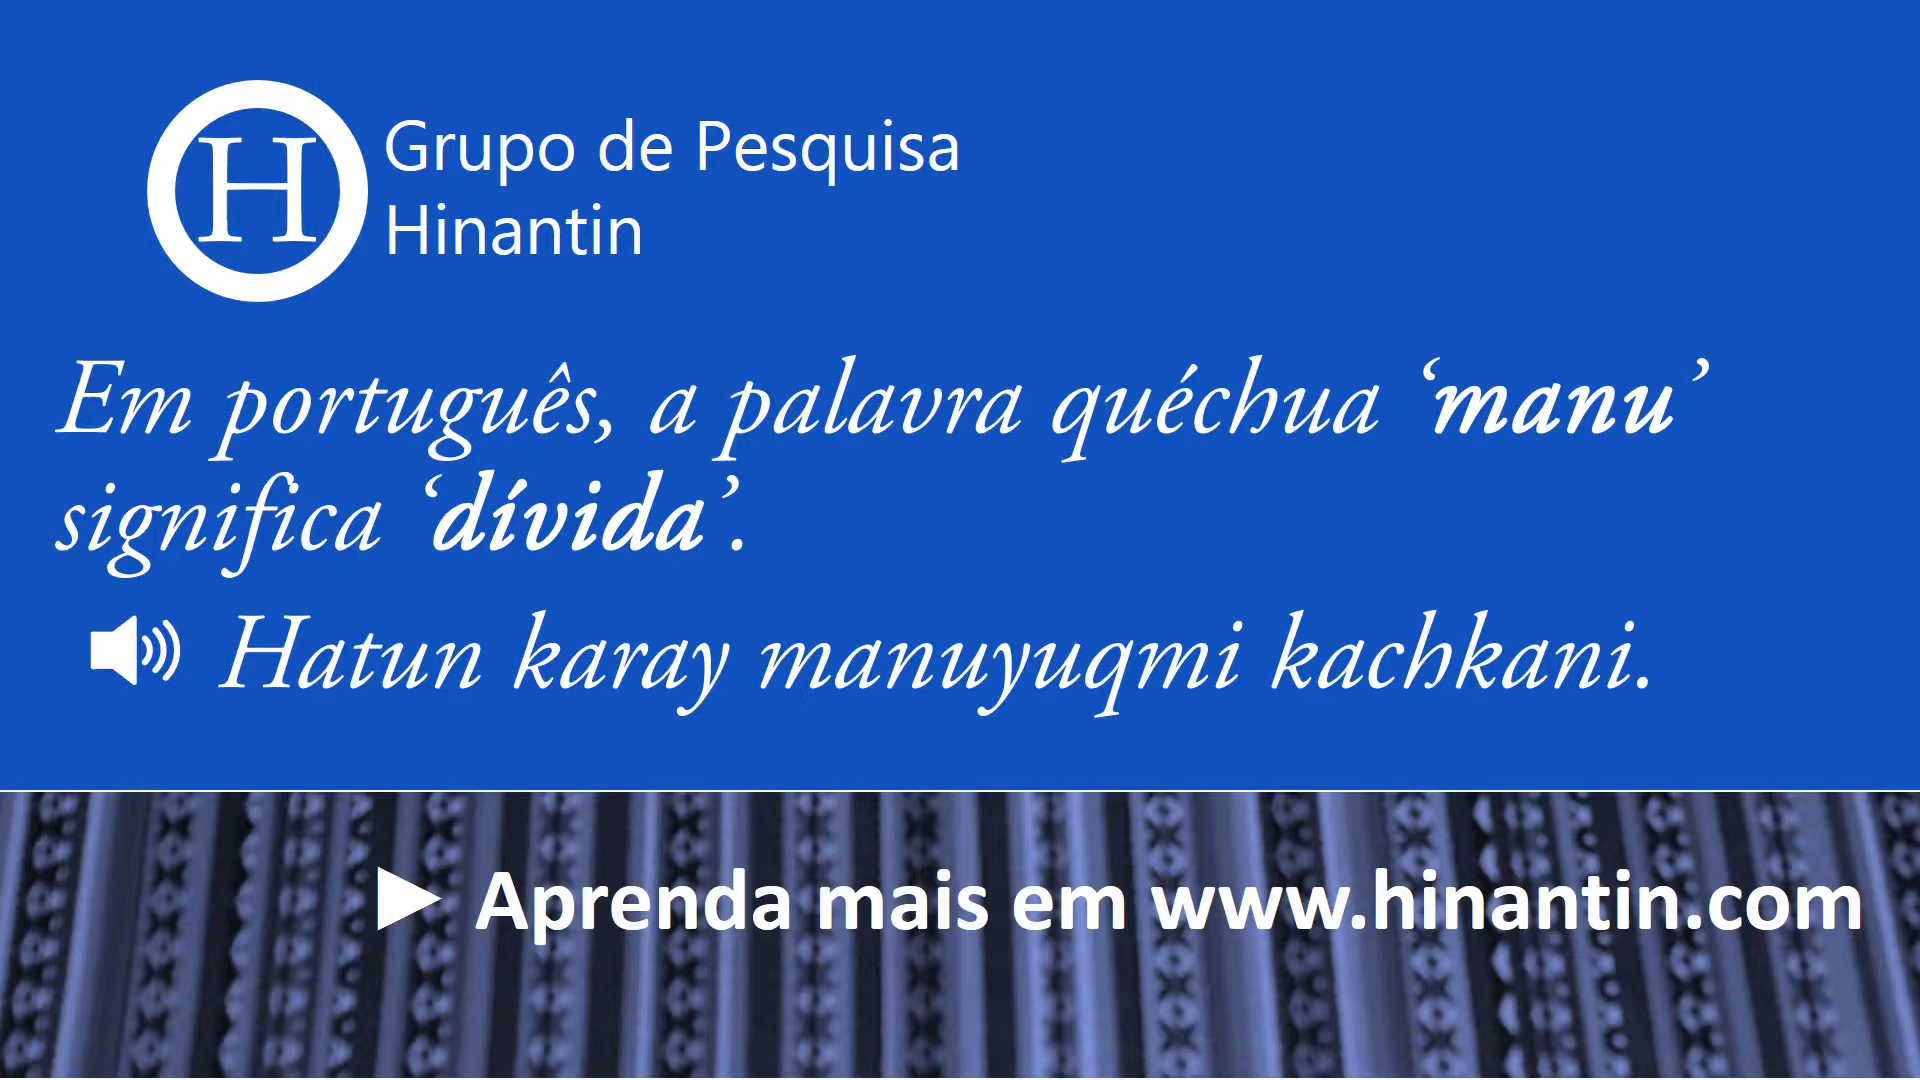 H
Grupo de Pesquisa
Hinantin
Em português, a palavra quéchua ‘manu’
significa ‘dívida’.
Hatun karay manuyuqmi kachkani.
Aprenda mais em www.hinantin.com